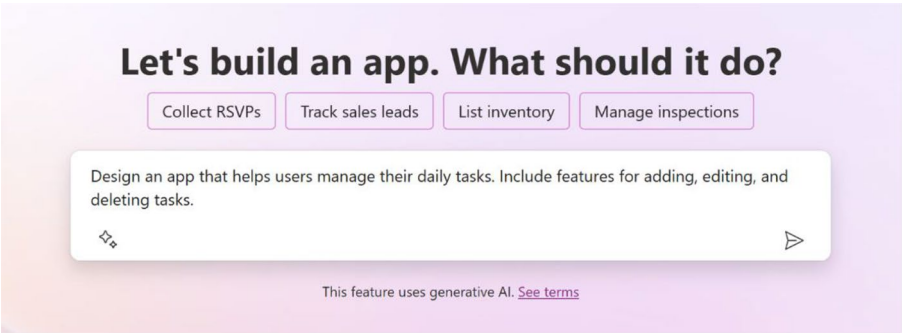 Let's build an app. What should it do?
Collect RSVPs
Track sales leads
List inventory
Manage inspections
Design an app that helps users manage their daily tasks. Include features for adding, editing, and
deleting tasks.
This feature uses generative AI. See terms